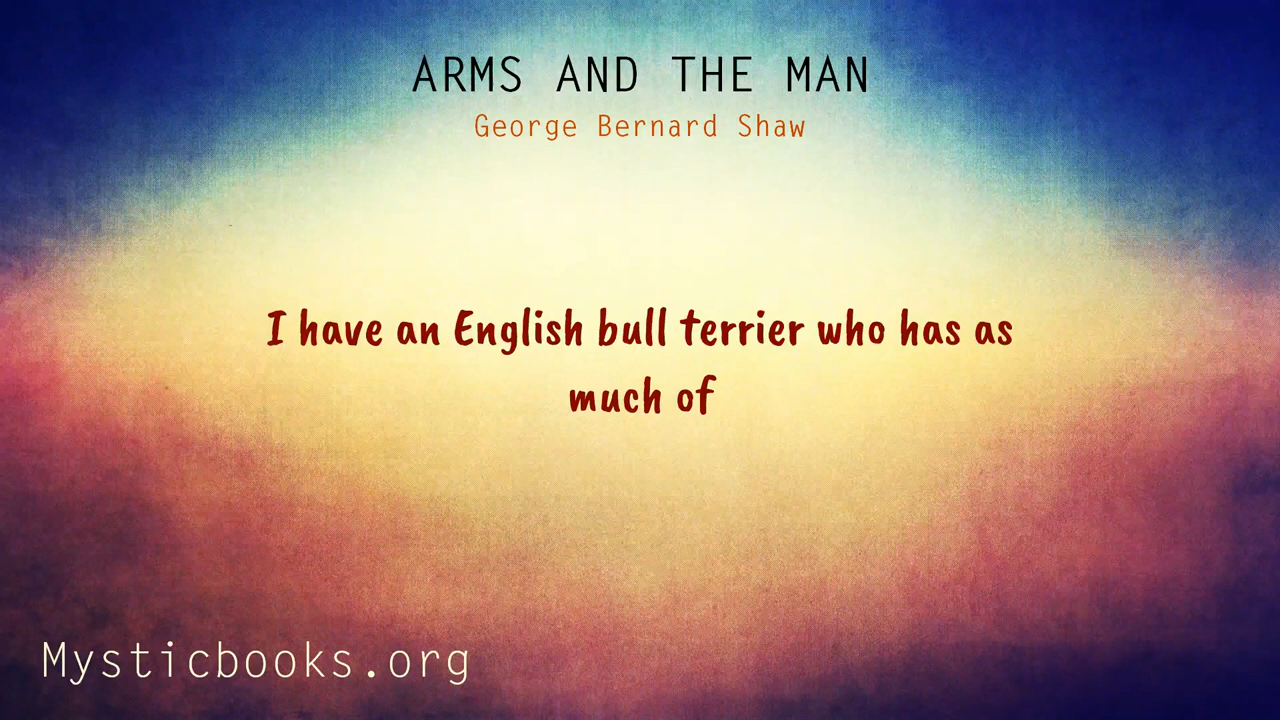 ARMS AND THE MAN
George Bernard Shaw
I have an English bull terrier who has as
much of
Mysticbooks.org